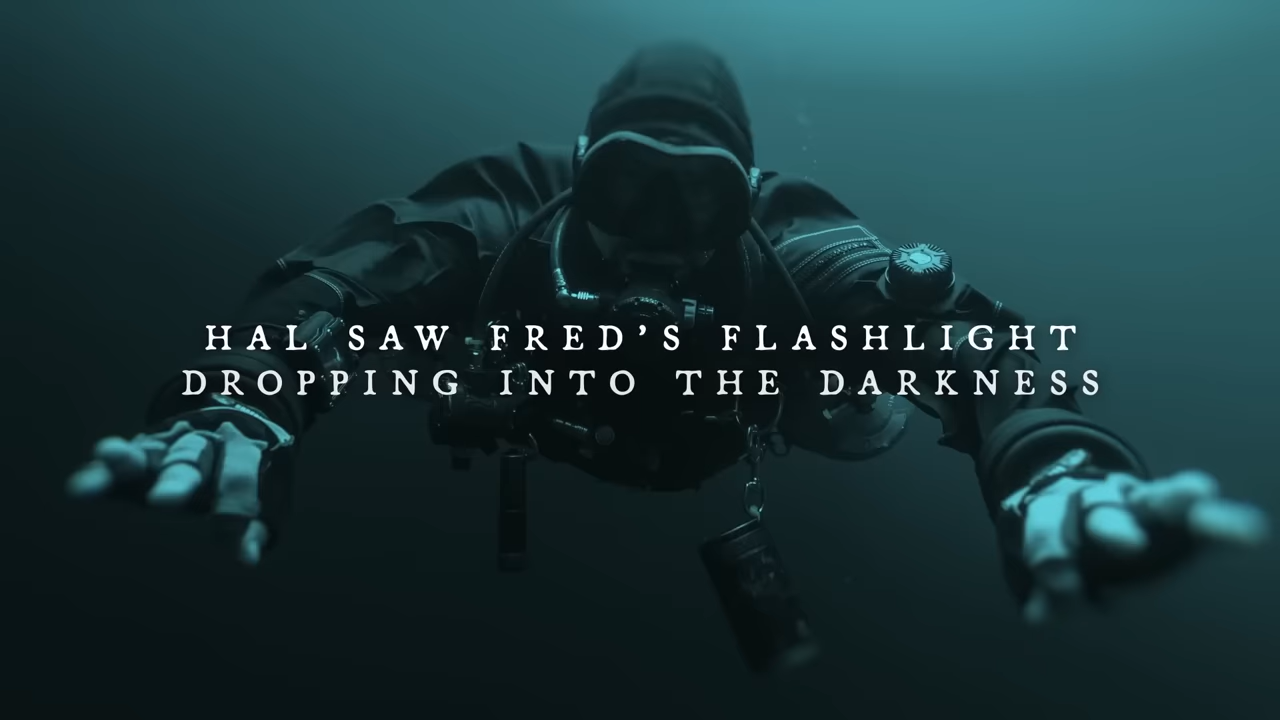 HAL SAW FRED’S FLASHLIGHT
DROPPING INTO THE DARKNESS